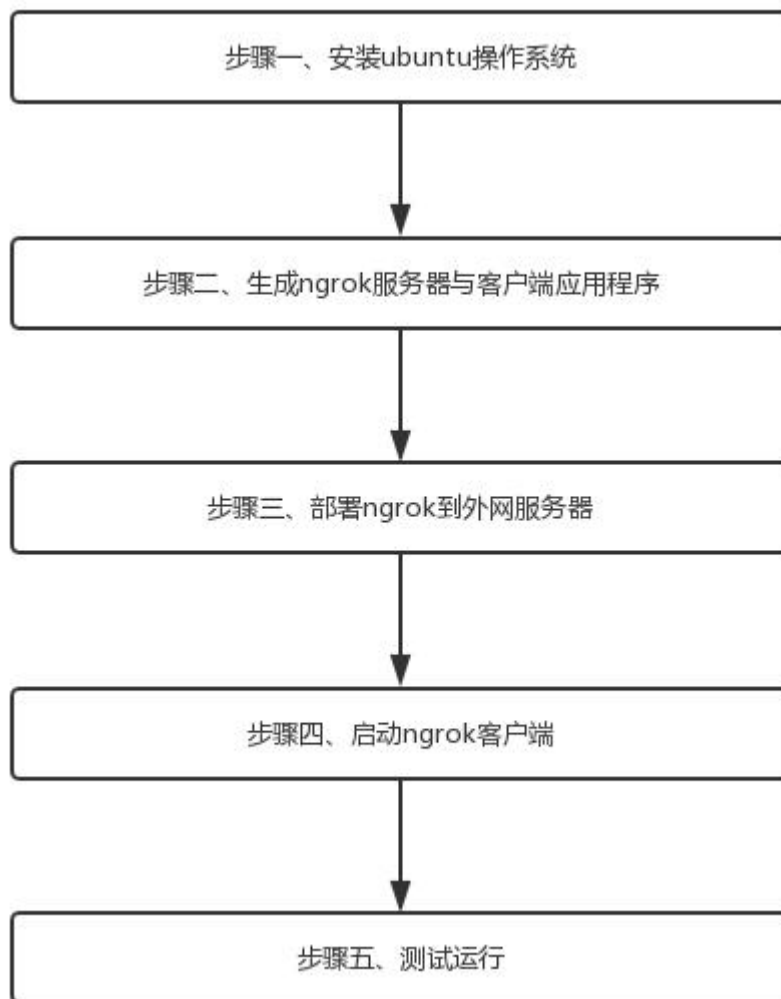 步骤一、安装ubuntu操作系统
步骤二、生成ngrok服务器与客户端应用程序
步骤三、部署ngrok到外网服务器
步骤四、启动ngrok客户端
步骤五、测试运行